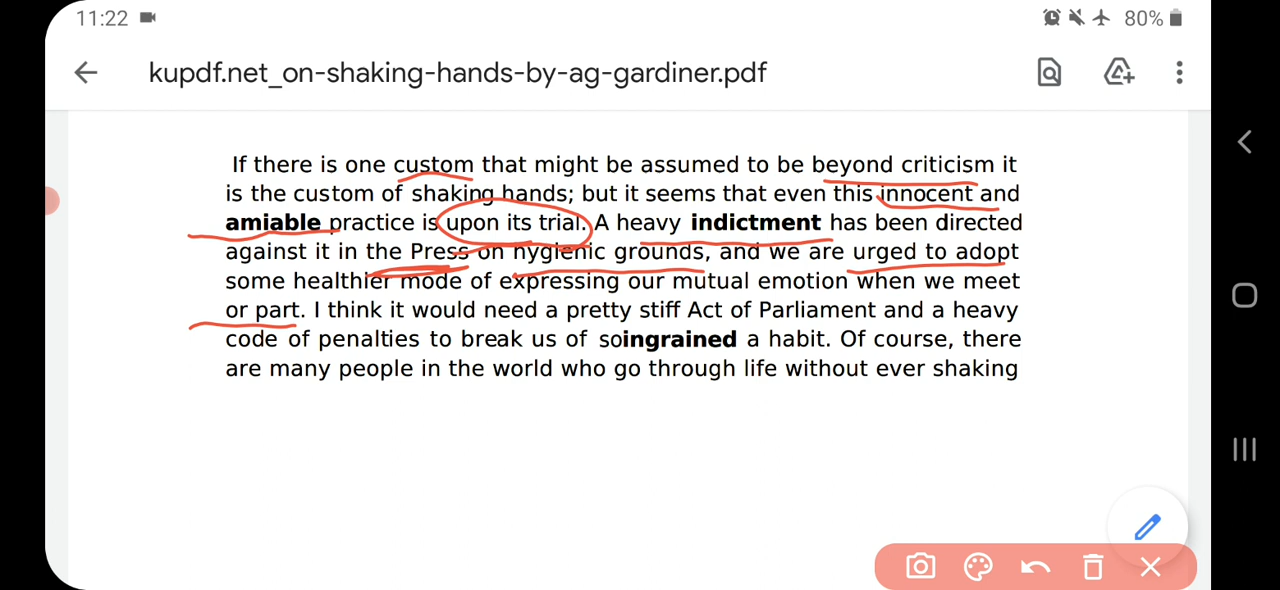 11:22
80%
kupdf.net_on-shaking-hands-by-ag-gardiner.pdf
If there is one custom that might be assumed to be beyond criticism it
is the custom of shaking hands; but it seems that even this innocent and
amiable practice is upon its trial. A heavy indictment has been directed
against it in the Press on hygienic grounds, and we are urged to adopt
some healthier mode of expressing our mutual emotion when we meet
or part. I think it would need a pretty stiff Act of Parliament and a heavy
code of penalties to break us of soingrained a habit. Of course, there
are many people in the world who go through life without ever shaking